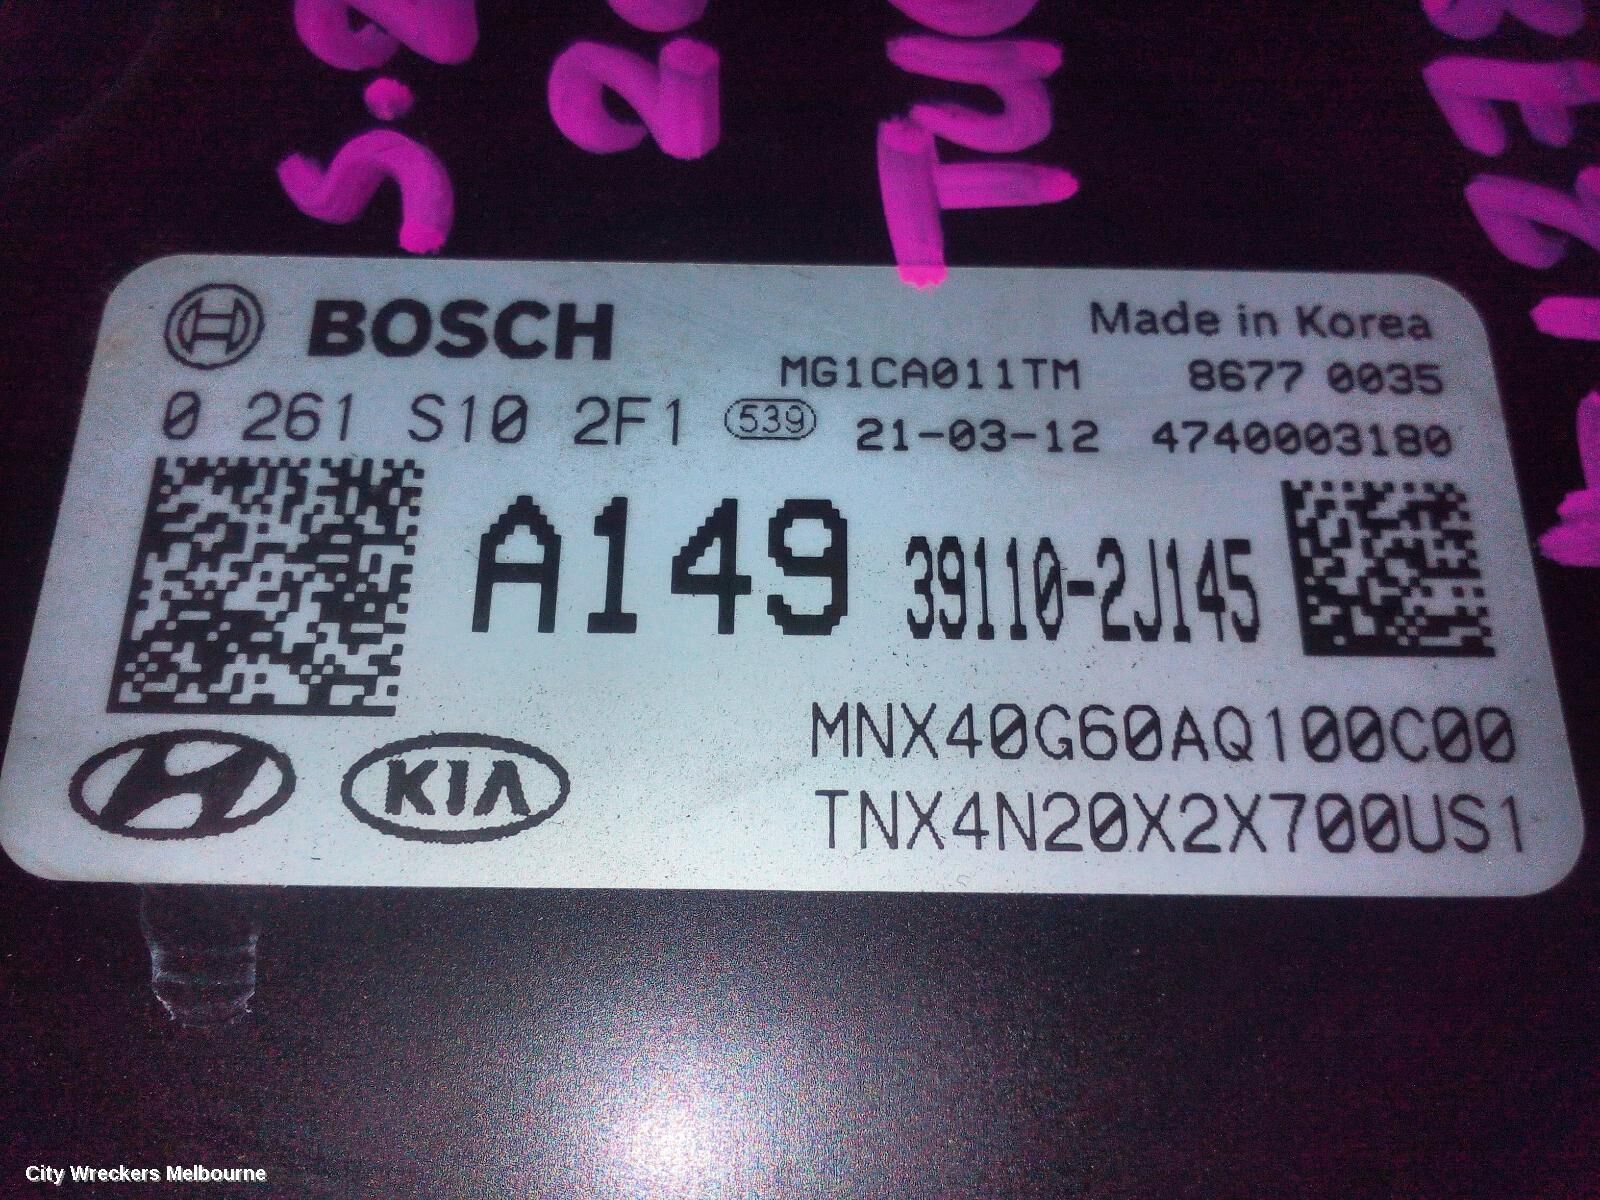 BOSCH
Made in Korea
MG1CA011TM 8677 0035
0 261 S10 2F1 539 21-03-12 4740003180
A149 39110-2J145
MNX40G60AQ100C00
KIA
TNX4N20X2X700US1
City Wreckers Melbourne